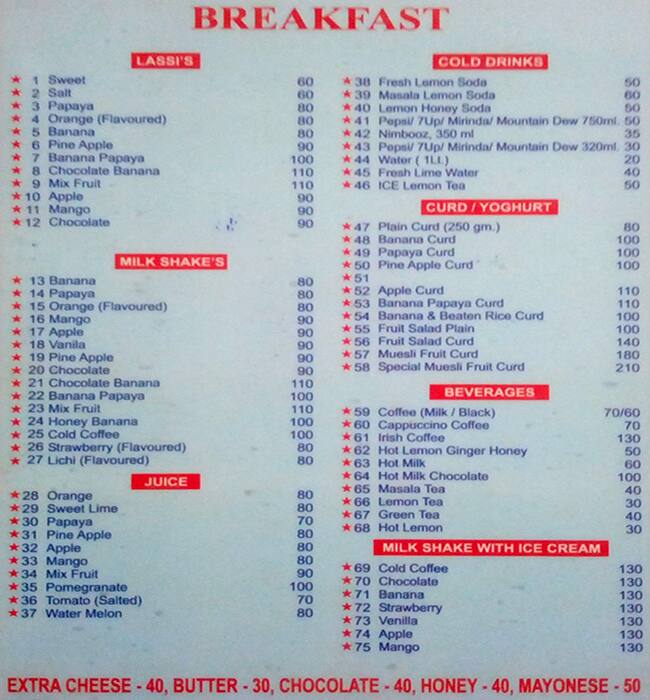 BREAKFAST
LASSI'S
1 Sweet 60
2 Salt 60
3 Papaya 80
4 Orange (Flavoured) 80
5 Banana 80
6 Pine Apple 90
7 Banana Papaya 100
8 Chocolate Banana 110
9 Mix Fruit 110
10 Apple 90
11 Mango 90
12 Chocolate 90
MILK SHAKE'S
13 Banana 80
14 Papaya 80
15 Orange (Flavoured) 80
16 Mango 90
17 Apple 90
18 Vanila 90
19 Pine Apple 90
20 Chocolate 90
21 Chocolate Banana 110
22 Banana Papaya 100
23 Mix Fruit 110
24 Honey Banana 100
25 Cold Coffee 100
26 Strawberry (Flavoured) 80
27 Lichi (Flavoured) 80
JUICE
28 Orange 80
29 Sweet Lime 80
30 Papaya 70
31 Pine Apple 80
32 Apple 80
33 Mango 80
34 Mix Fruit 90
35 Pomegranate 100
36 Tomato (Salted) 70
37 Water Melon 80
COLD DRINKS
38 Fresh Lemon Soda 50
39 Masala Lemon Soda 60
40 Lemon Honey Soda 50
41 Pepsi/ 7Up/ Mirinda/ Mountain Dew 750ml. 50
42 Nimbooz, 350 ml 35
43 Pepsi/ 7Up/ Mirinda/ Mountain Dew 320ml. 30
44 Water ( 1Lt.) 20
45 Fresh Lime Water 40
46 ICE Lemon Tea 50
CURD / YOGHURT
47 Plain Curd (250 gm.) 80
48 Banana Curd 100
49 Papaya Curd 100
50 Pine Apple Curd 100
51
52 Apple Curd 110
53 Banana Papaya Curd 110
54 Banana & Beaten Rice Curd 100
55 Fruit Salad Plain 100
56 Fruit Salad Curd 140
57 Muesli Fruit Curd 180
58 Special Muesli Fruit Curd 210
BEVERAGES
59 Coffee (Milk / Black) 70/60
60 Cappuccino Coffee 70
61 Irish Coffee 130
62 Hot Lemon Ginger Honey 50
63 Hot Milk 60
64 Hot Milk Chocolate 100
65 Masala Tea 40
66 Lemon Tea 30
67 Green Tea 40
68 Hot Lemon 30
MILK SHAKE WITH ICE CREAM
69 Cold Coffee 130
70 Chocolate 130
71 Banana 130
72 Strawberry 130
73 Venilla 130
74 Apple 130
75 Mango 130
EXTRA CHEESE - 40, BUTTER - 30, CHOCOLATE - 40, HONEY - 40, MAYONESE - 50